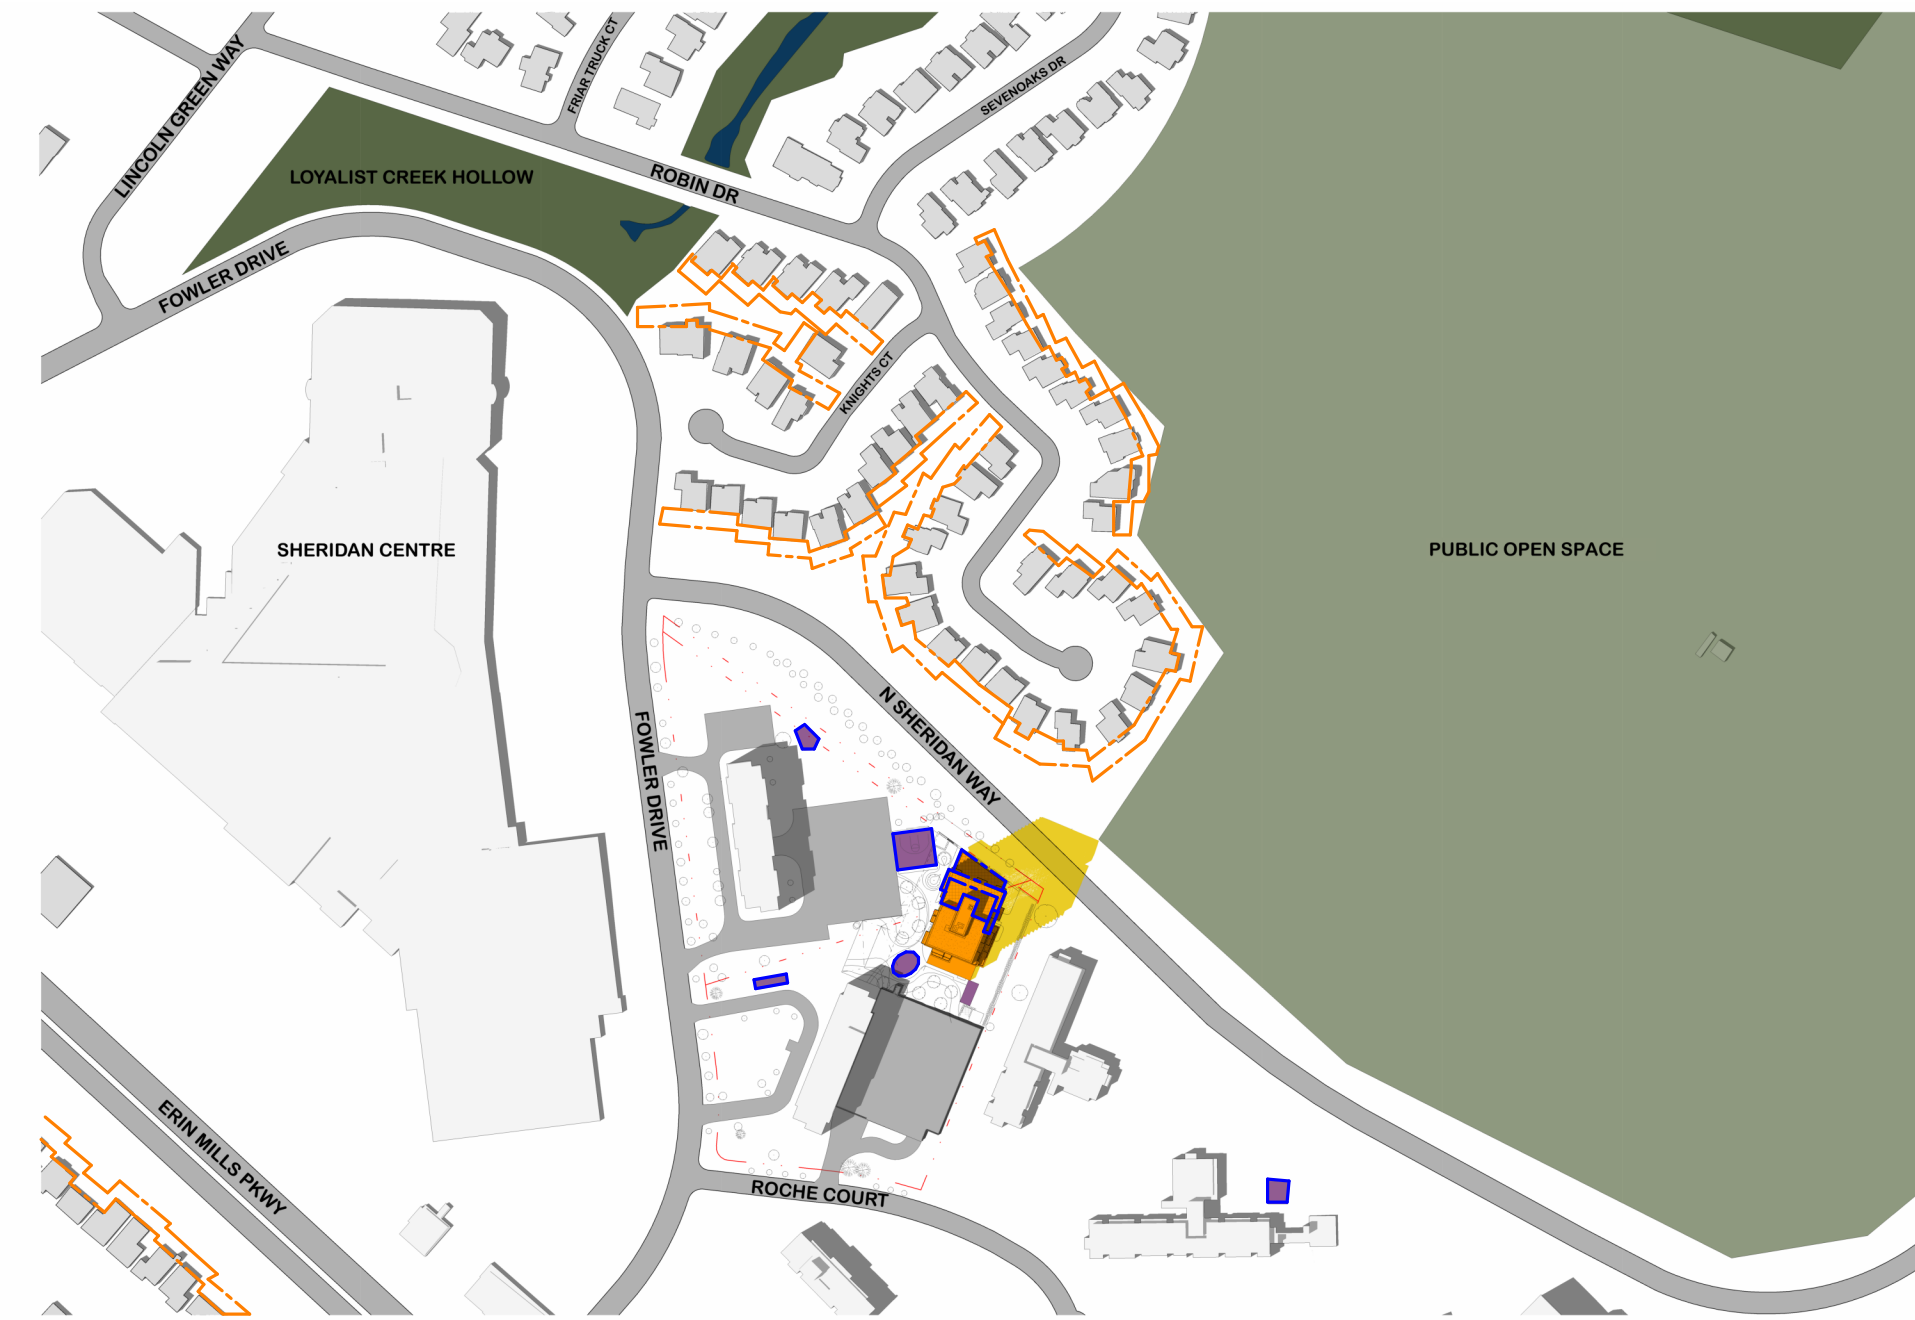 FRIAR TRUCK CT
LINCOLN GREEN WAY
SEVENOAKS DR
LOYALIST CREEK HOLLOW
ROBIN DR
FOWLER DRIVE
KNIGHTS CT
SHERIDAN CENTRE
PUBLIC OPEN SPACE
N SHERIDAN WAY
FOWLER DRIVE
ERIN MILLS PKWY
ROCHE COURT